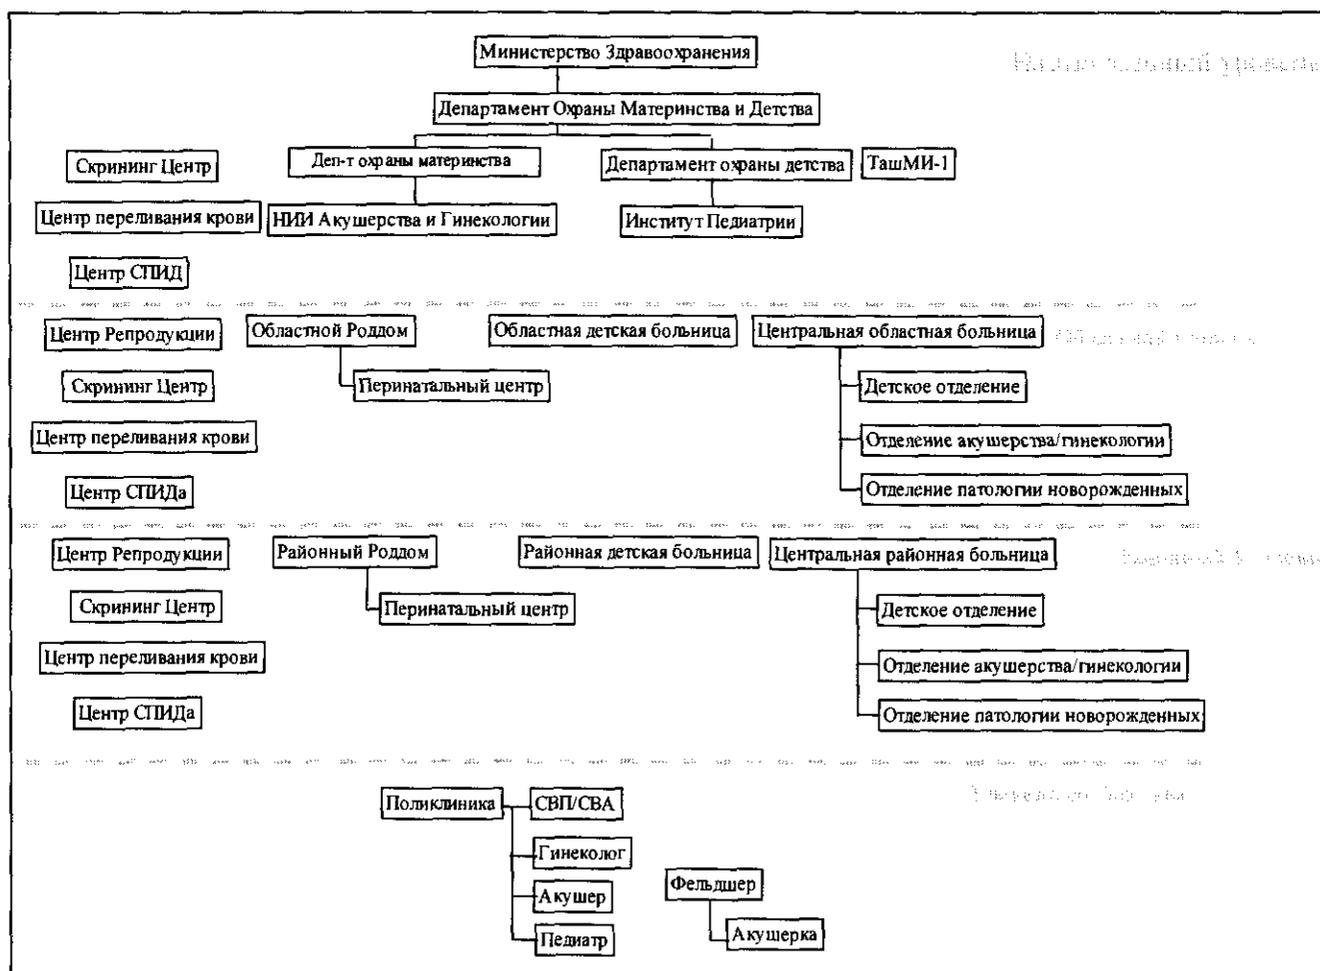 Министерство Здравоохранения
Департамент Охраны Материнства и Детства
Скрининг Центр
Деп-т охраны материнства
Департамент охраны детства
ТашМИ-1
Центр переливания крови
НИИ Акушерства и Гинекологии
Институт Педиатрии
Центр СПИД
Центр Репродукции
Областной Роддом
Областная детская больница
Центральная областная больница
Скрининг Центр
Перинатальный центр
Детское отделение
Центр переливания крови
Отделение акушерства/гинекологии
Центр СПИДа
Отделение патологии новорожденных
Центр Репродукции
Районный Роддом
Районная детская больница
Центральная районная больница
Скрининг Центр
Перинатальный центр
Детское отделение
Центр переливания крови
Отделение акушерства/гинекологии
Центр СПИДа
Отделение патологии новорожденных
Поликлиника
СВП/СВА
Гинеколог
Акушер
Фельдшер
Педиатр
Акушерка